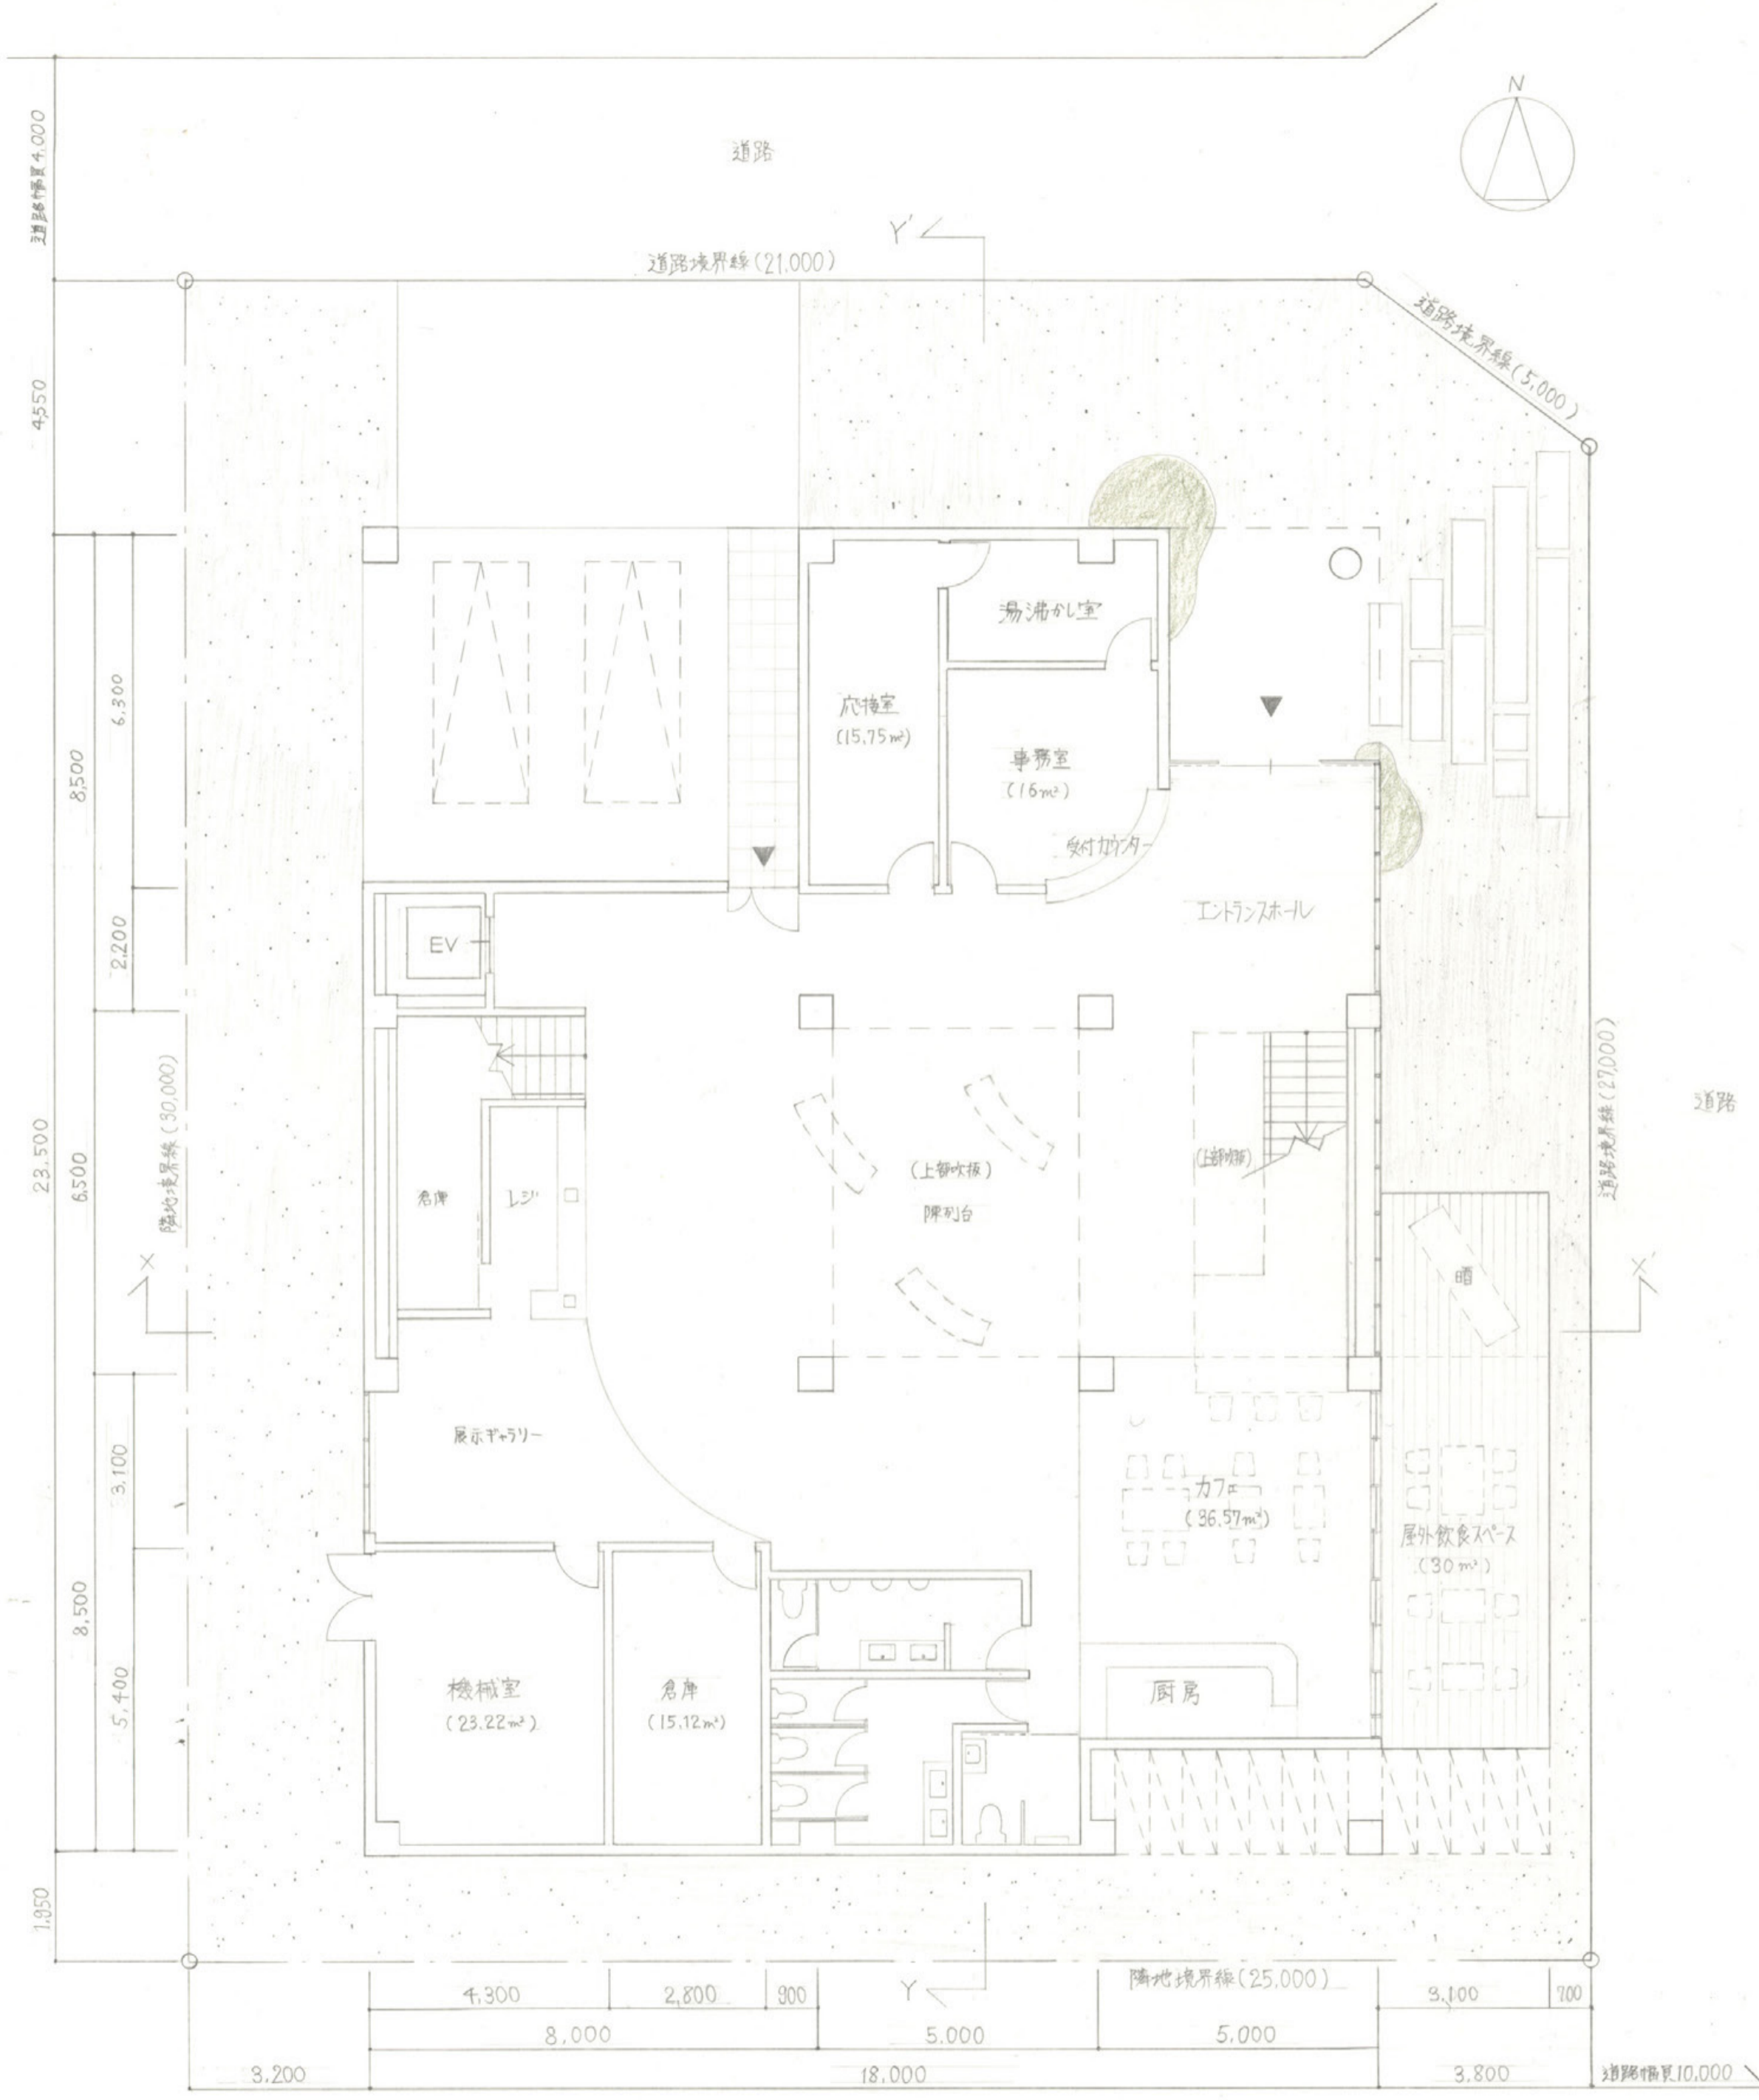 N
道路
道路幅員4,000
Y'
道路境界線(21,000)
道路境界線(5,000)
4,550
湯沸かし室
応接室
(15.75㎡)
事務室
(16㎡)
受付カウンター
エントランスホール
6,300
8,500
2,200
EV
23,500
6,500
隣地境界線(30,000)
道路境界線(27,000)
道路
倉庫
レジ
(上部吹抜)
陳列台
(上部吹抜)
X
X'
展示ギャラリー
カフェ
(36.57㎡)
屋外飲食スペース
(30㎡)
3,100
8,500
5,400
機械室
(23.22㎡)
倉庫
(15.12㎡)
厨房
1,950
Y
隣地境界線(25,000)
4,300
2,800
900
3,100
700
8,000
5,000
5,000
3,200
18,000
3,800
道路幅員10,000